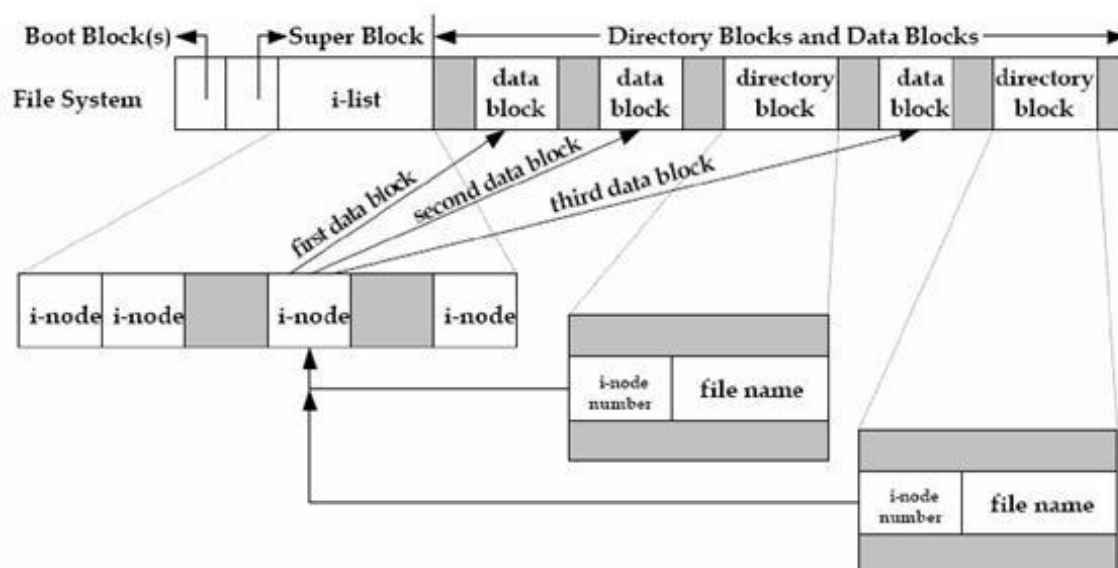 Boot Block(s)
Super Block
Directory Blocks and Data Blocks
File System
i-list
data
block
data
block
directory
block
data
block
directory
block
first data block
second data block
third data block
i-node
i-node
i-node
i-node
i-node
number
file name
i-node
number
file name